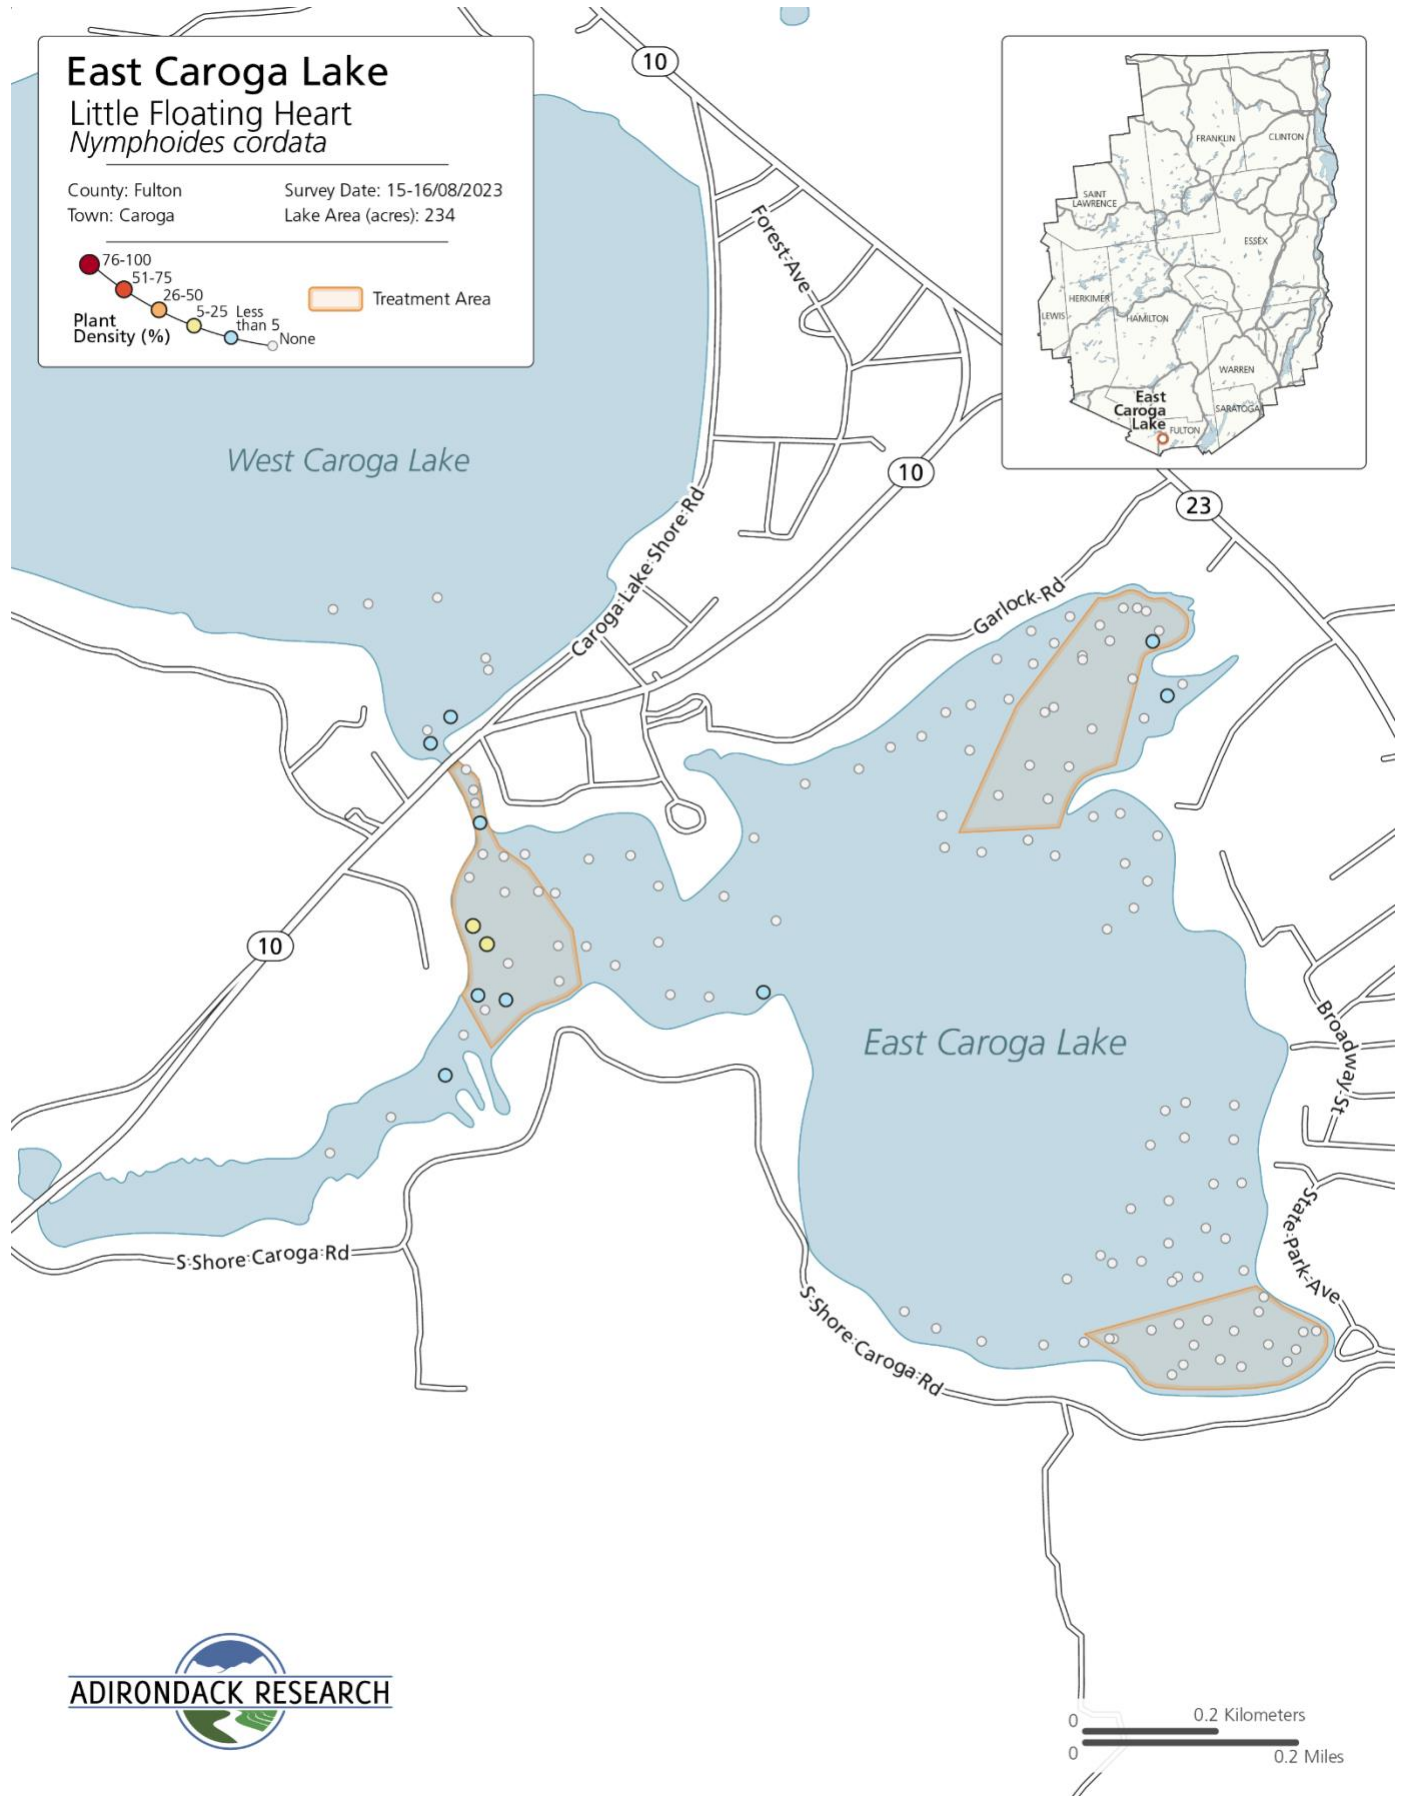 East Caroga Lake
Little Floating Heart
Nymphoides cordata
County: Fulton
Survey Date: 15-16/08/2023
Town: Caroga
Lake Area (acres): 234
76-100
51-75
26-50
5-25
Less
than 5
None
Plant
Density (%)
Treatment Area
10
FRANKLIN
CLINTON
SAINT
LAWRENCE
ESSEX
HERKIMER
LEWIS
HAMILTON
WARREN
East
Caroga
Lake
SARATOGA
FULTON
Forest Ave
West Caroga Lake
10
23
Caroga Lake Shore Rd
Garlock Rd
10
East Caroga Lake
Broadway St
State Park Ave
S Shore Caroga Rd
S Shore Caroga Rd
ADIRONDACK RESEARCH
0
0.2 Kilometers
0
0.2 Miles